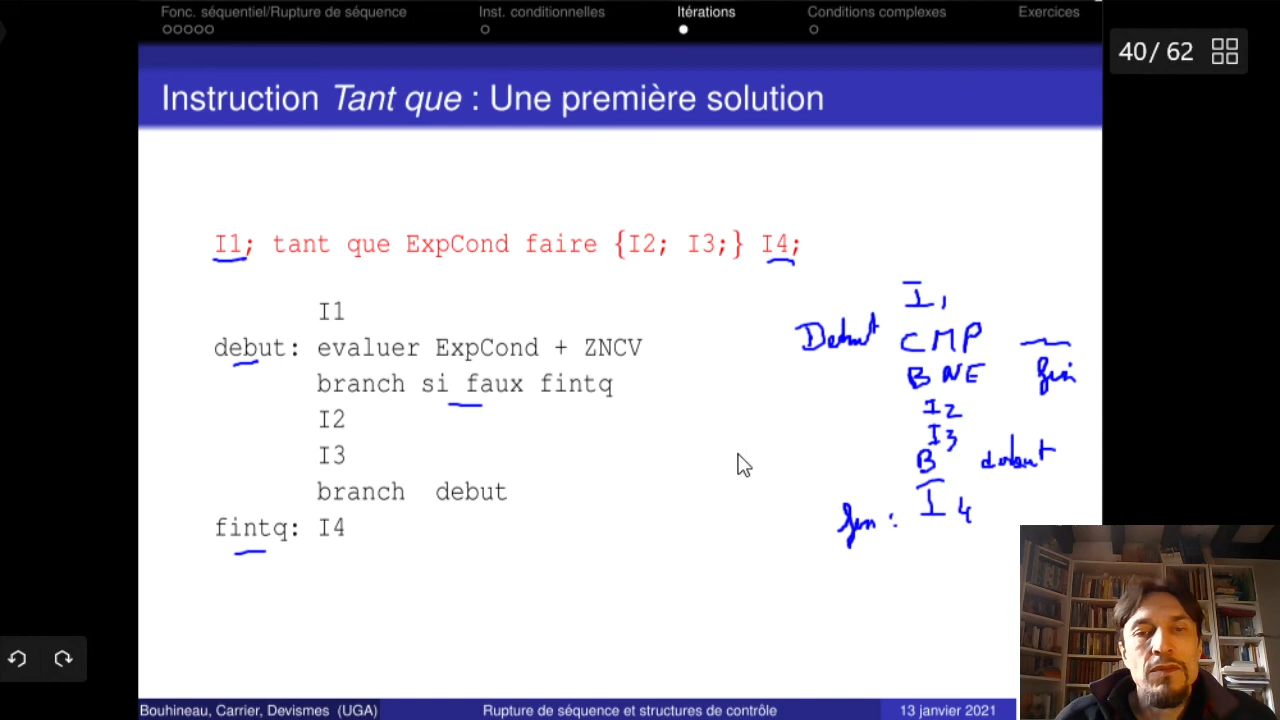 Fonc. séquentiel/Rupture de séquence Inst. conditionnelles Itérations Conditions complexes Exercices
40/ 62
Instruction Tant que : Une première solution
I1; tant que ExpCond faire {I2; I3;} I4;
I1
debut: evaluer ExpCond + ZNCV
branch si faux fintq
I2
I3
branch debut
fintq: I4
I1
Debut CMP
BNE fin
I2
I3
B debut
fin : I4
Bouhineau, Carrier, Devismes (UGA) Rupture de séquence et structures de contrôle 13 janvier 2021